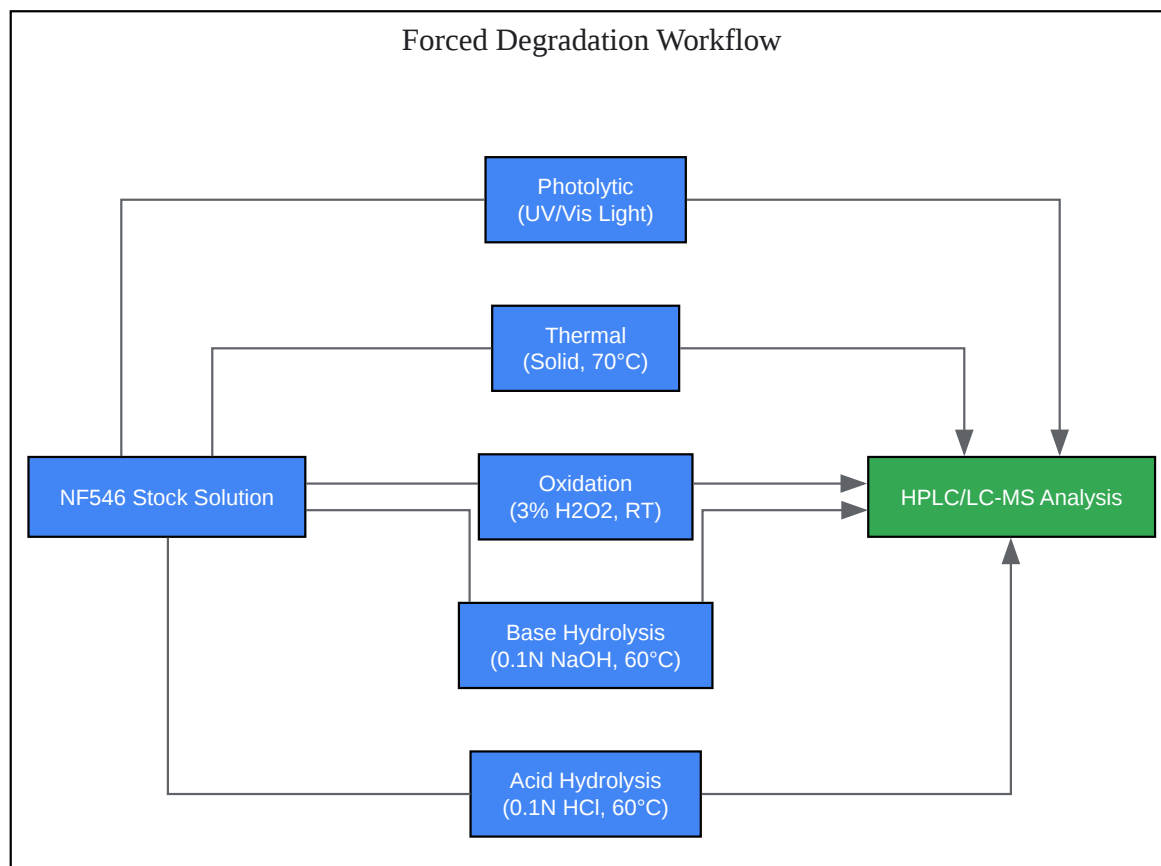 Forced Degradation Workflow
Photolytic
(UV/Vis Light)
Thermal
(Solid, 70°C)
NF546 Stock Solution
Oxidation
(3% H2O2, RT)
HPLC/LC-MS Analysis
Base Hydrolysis
(0.1N NaOH, 60°C)
Acid Hydrolysis
(0.1N HCl, 60°C)